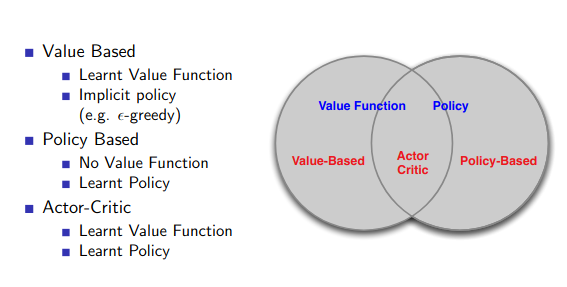 Value Based
Learnt Value Function
Implicit policy
(e.g. ϵ-greedy)
Policy Based
No Value Function
Learnt Policy
Actor-Critic
Learnt Value Function
Learnt Policy
Value Function
Policy
Value-Based
Actor
Critic
Policy-Based